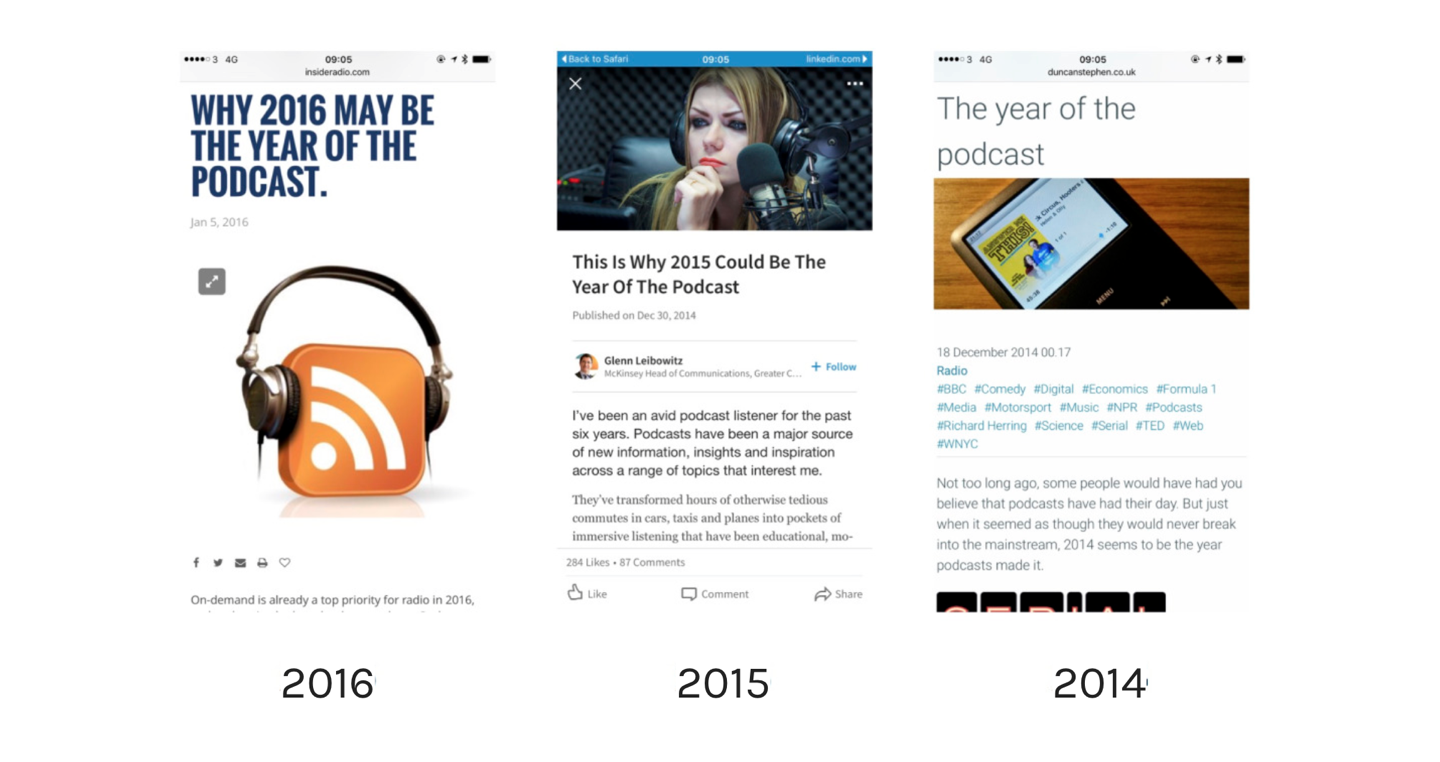 3 4G
09:05
insideradio.com
WHY 2016 MAY BE
THE YEAR OF THE
PODCAST.
Jan 5, 2016
On-demand is already a top priority for radio in 2016,
2016
Back to Safari
09:05
linkedin.com
This Is Why 2015 Could Be The
Year Of The Podcast
Published on Dec 30, 2014
Glenn Leibowitz
McKinsey Head of Communications, Greater C...
+ Follow
I've been an avid podcast listener for the past
six years. Podcasts have been a major source
of new information, insights and inspiration
across a range of topics that interest me.
They've transformed hours of otherwise tedious
commutes in cars, taxis and planes into pockets of
immersive listening that have been educational, mo-
284 Likes • 87 Comments
Like
Comment
Share
2015
3 4G
09:05
duncanstephen.co.uk
The year of the
podcast
THIS
1 of 1
45:38
MENU
18 December 2014 00.17
Radio
#BBC #Comedy #Digital #Economics #Formula 1
#Media #Motorsport #Music #NPR #Podcasts
#Richard Herring #Science #Serial #TED #Web
#WNYC
Not too long ago, some people would have had you
believe that podcasts have had their day. But just
when it seemed as though they would never break
into the mainstream, 2014 seems to be the year
podcasts made it.
2014